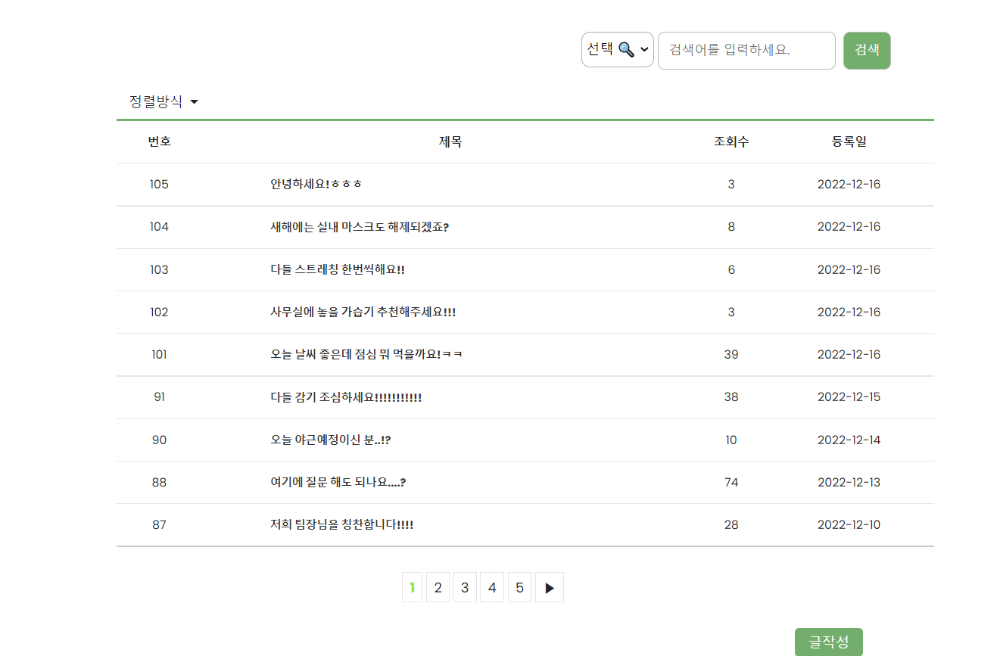 선택 🔍 검색어를 입력하세요. 검색
정렬방식
번호 제목 조회수 등록일
105 안녕하세요!ㅎㅎㅎ 3 2022-12-16
104 새해에는 실내 마스크도 해제되겠죠? 8 2022-12-16
103 다들 스트레칭 한번씩해요!! 6 2022-12-16
102 사무실에 놓을 가습기 추천해주세요!!! 3 2022-12-16
101 오늘 날씨 좋은데 점심 뭐 먹을까요!ㅋㅋ 39 2022-12-16
91 다들 감기 조심하세요!!!!!!!!!!! 38 2022-12-15
90 오늘 야근예정이신 분..!? 10 2022-12-14
88 여기에 질문 해도 되나요....? 74 2022-12-13
87 저희 팀장님을 칭찬합니다!!!! 28 2022-12-10
1 2 3 4 5 ▶
글작성